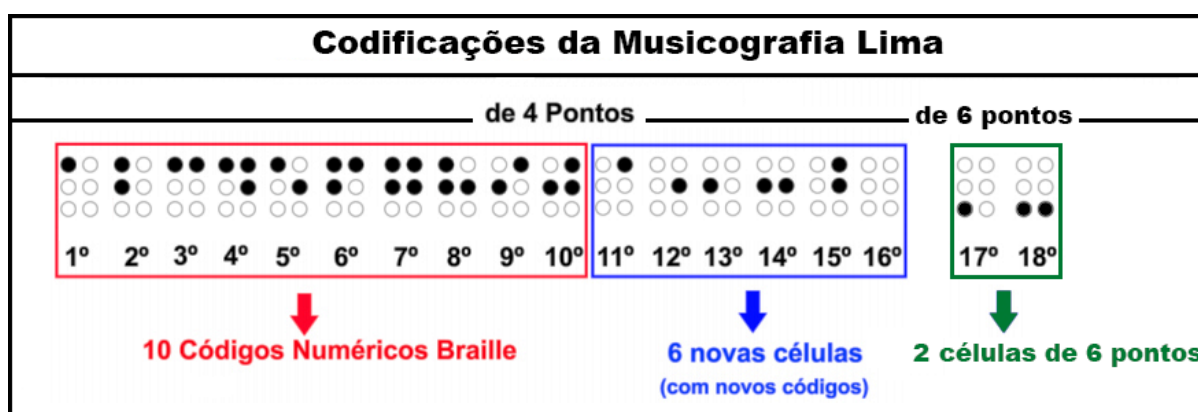 Codificações da Musicografia Lima
de 4 Pontos de 6 pontos
1º 2º 3º 4º 5º 6º 7º 8º 9º 10º 11º 12º 13º 14º 15º 16º 17º 18º
10 Códigos Numéricos Braille 6 novas células 2 células de 6 pontos
(com novos códigos)